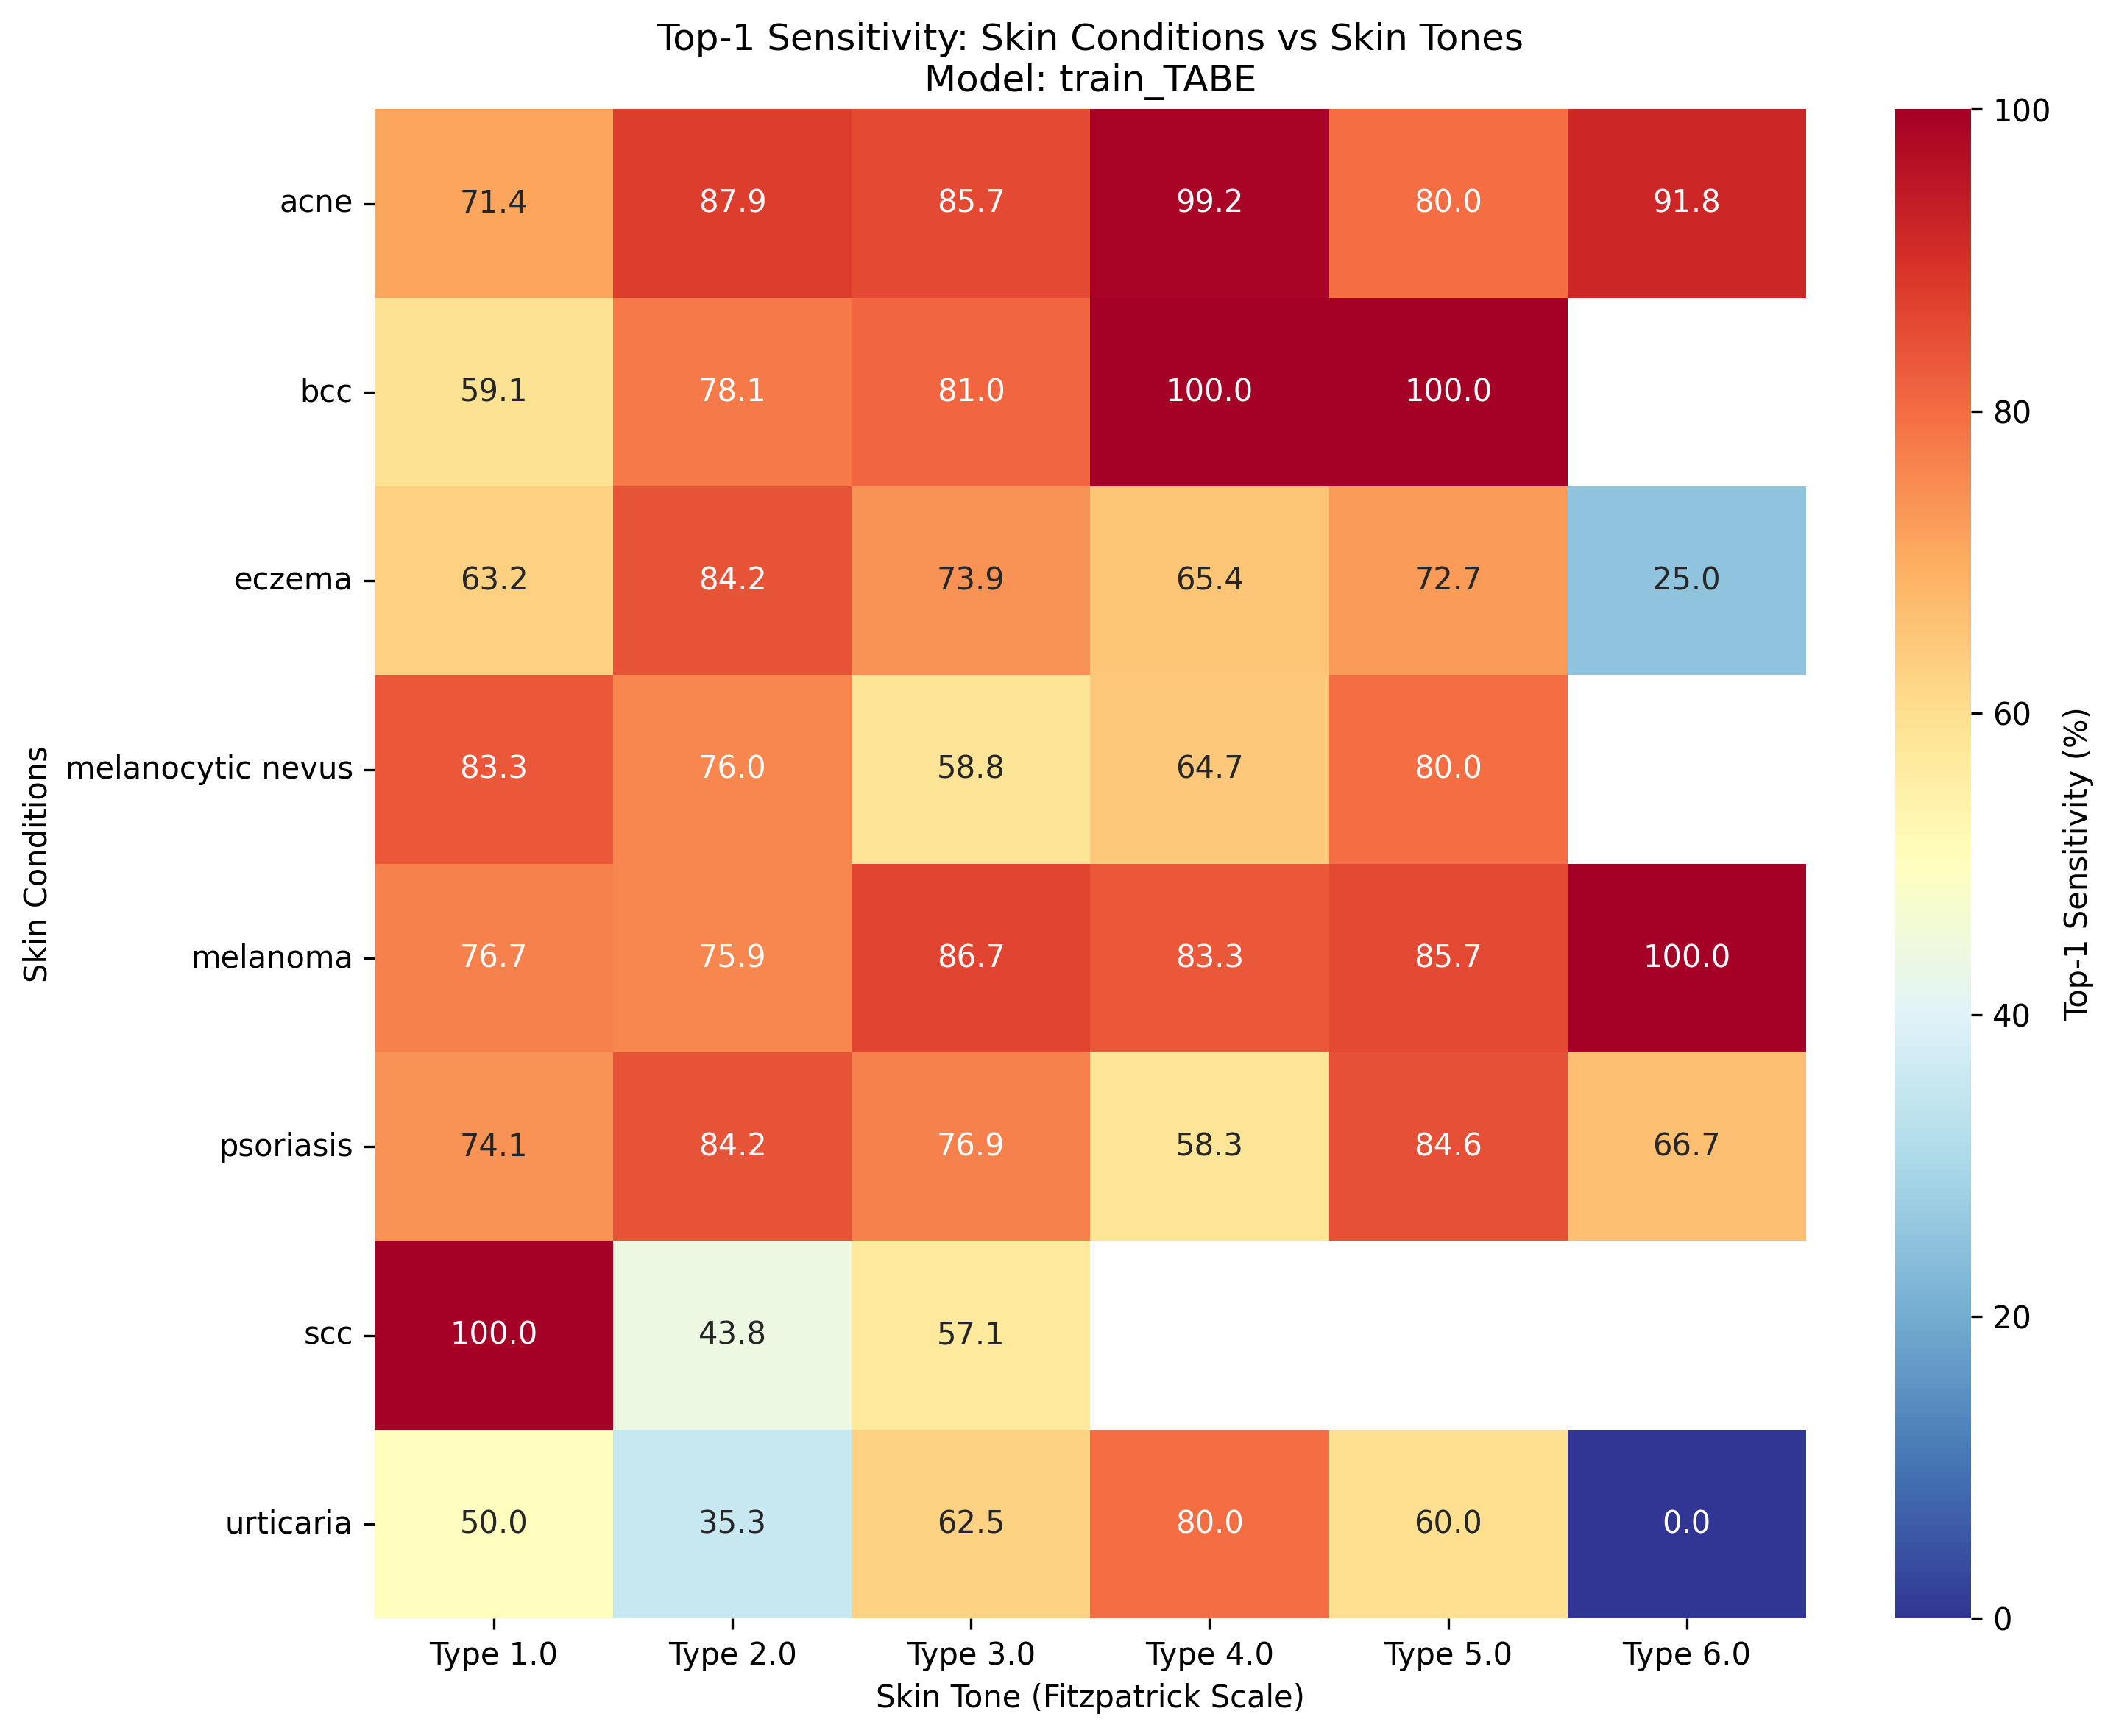 Top-1 Sensitivity: Skin Conditions vs Skin Tones
Model: train_TABE
Skin Conditions
acne 71.4 87.9 85.7 99.2 80.0 91.8
bcc 59.1 78.1 81.0 100.0 100.0
eczema 63.2 84.2 73.9 65.4 72.7 25.0
melanocytic nevus 83.3 76.0 58.8 64.7 80.0
melanoma 76.7 75.9 86.7 83.3 85.7 100.0
psoriasis 74.1 84.2 76.9 58.3 84.6 66.7
scc 100.0 43.8 57.1
urticaria 50.0 35.3 62.5 80.0 60.0 0.0
Type 1.0 Type 2.0 Type 3.0 Type 4.0 Type 5.0 Type 6.0
Skin Tone (Fitzpatrick Scale)
100
80
60
40
20
0
Top-1 Sensitivity (%)